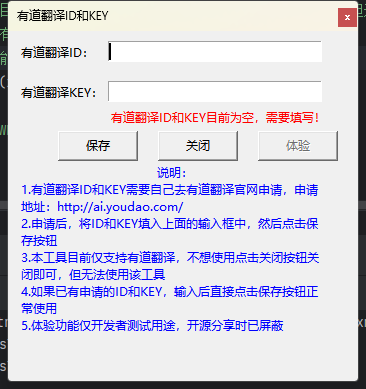 有道翻译ID和KEY
x
有道翻译ID：
有道翻译KEY：
有道翻译ID和KEY目前为空，需要填写！
保存 关闭 体验
说明：
1.有道翻译ID和KEY需要自己去有道翻译官网申请，申请
地址：http://ai.youdao.com/
2.申请后，将ID和KEY填入上面的输入框中，然后点击保
存按钮
3.本工具目前仅支持有道翻译，不想使用点击关闭按钮关
闭即可，但无法使用该工具
4.如果已有申请的ID和KEY，输入后直接点击保存按钮正
常使用
5.体验功能仅开发者测试用途，开源分享时已屏蔽